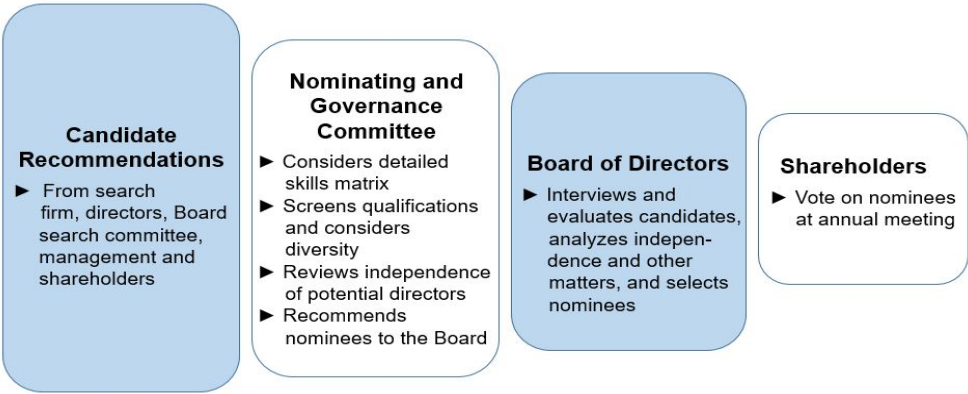 Candidate
Recommendations
► From search
firm, directors, Board
search committee,
management and
shareholders
Nominating and
Governance
Committee
► Considers detailed
skills matrix
► Screens qualifications
and considers
diversity
► Reviews independence
of potential directors
► Recommends
nominees to the Board
Board of Directors
► Interviews and
evaluates candidates,
analyzes indepen-
dence and other
matters, and selects
nominees
Shareholders
► Vote on nominees
at annual meeting